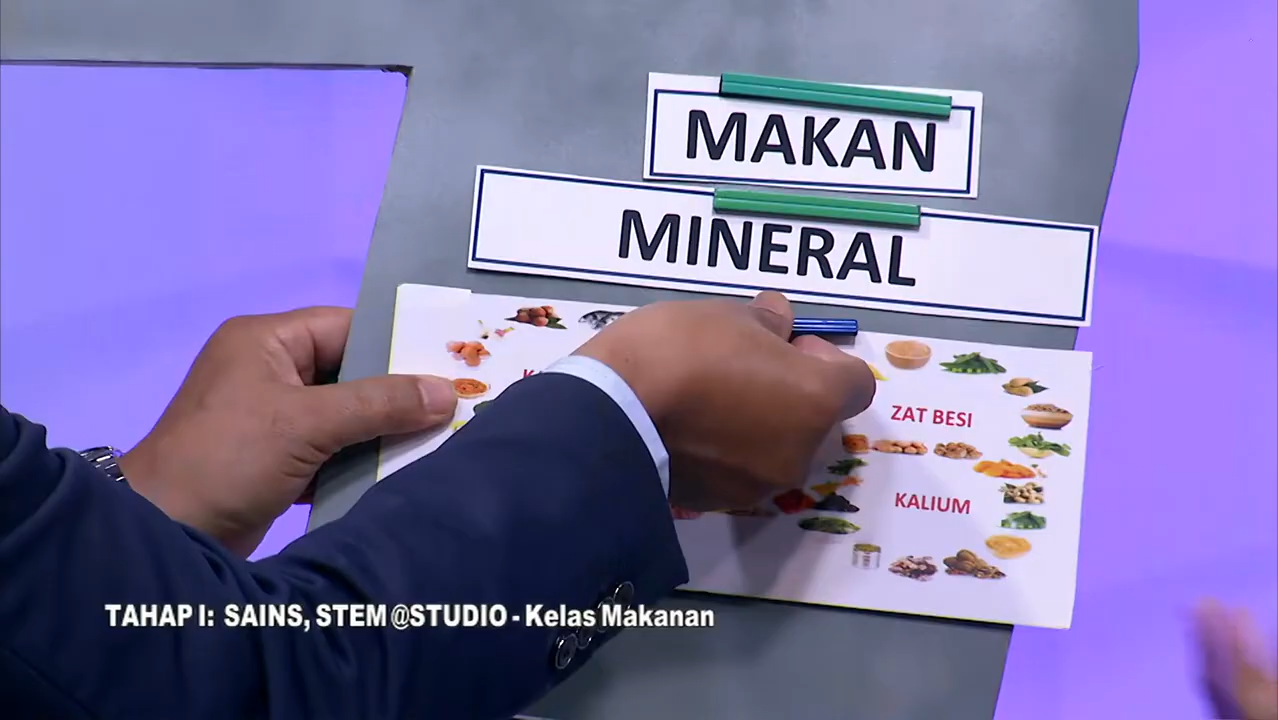 MAKAN
MINERAL
ZAT BESI
KALIUM
TAHAP I: SAINS, STEM @STUDIO - Kelas Makanan